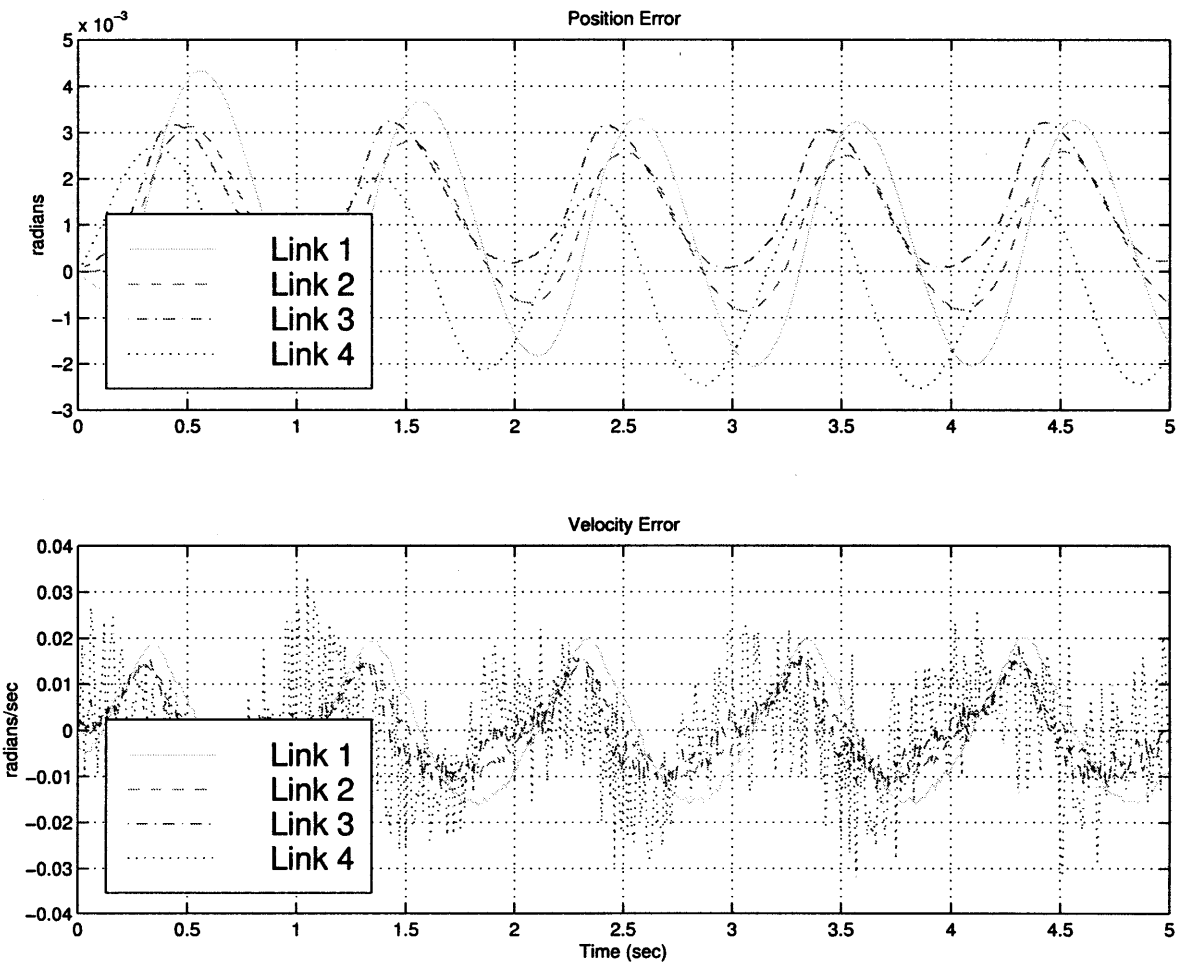 Position Error
x 10⁻³
5
4
3
2
1
0
−1
−2
−3
radians
Link 1
Link 2
Link 3
Link 4
0 0.5 1 1.5 2 2.5 3 3.5 4 4.5 5
Velocity Error
0.04
0.03
0.02
0.01
0
−0.01
−0.02
−0.03
−0.04
radians/sec
Link 1
Link 2
Link 3
Link 4
0 0.5 1 1.5 2 2.5 3 3.5 4 4.5 5
Time (sec)